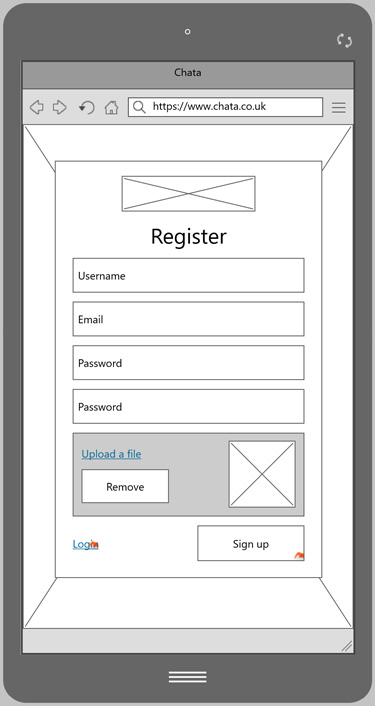 Chata
https://www.chata.co.uk
Register
Username
Email
Password
Password
Upload a file
Remove
Login
Sign up